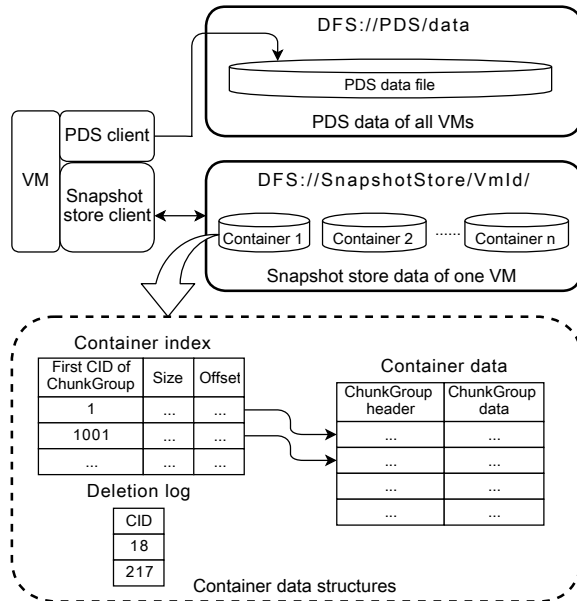 DFS://PDS/data
PDS data file
PDS data of all VMs
VM
PDS client
Snapshot
store client
DFS://SnapshotStore/VmId/
Container 1
Container 2
......
Container n
Snapshot store data of one VM
Container index
First CID of
ChunkGroup
Size
Offset
1
...
...
1001
...
...
...
...
...
Container data
ChunkGroup
header
ChunkGroup
data
...
...
...
...
...
...
...
...
Deletion log
CID
18
217
Container data structures